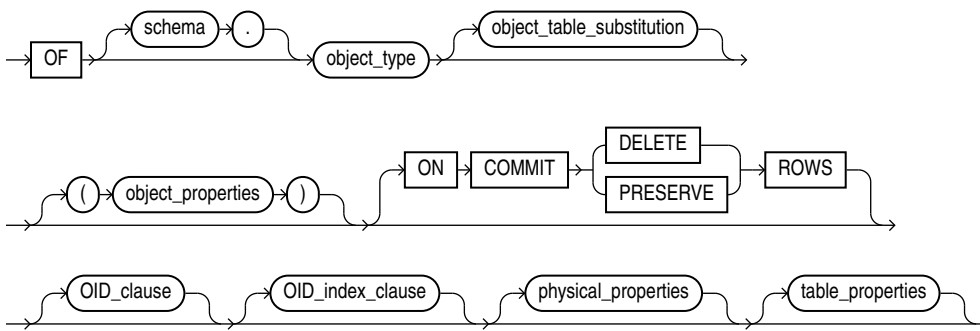 OF schema . object_type object_table_substitution
( object_properties ) ON COMMIT DELETE PRESERVE ROWS
OID_clause OID_index_clause physical_properties table_properties